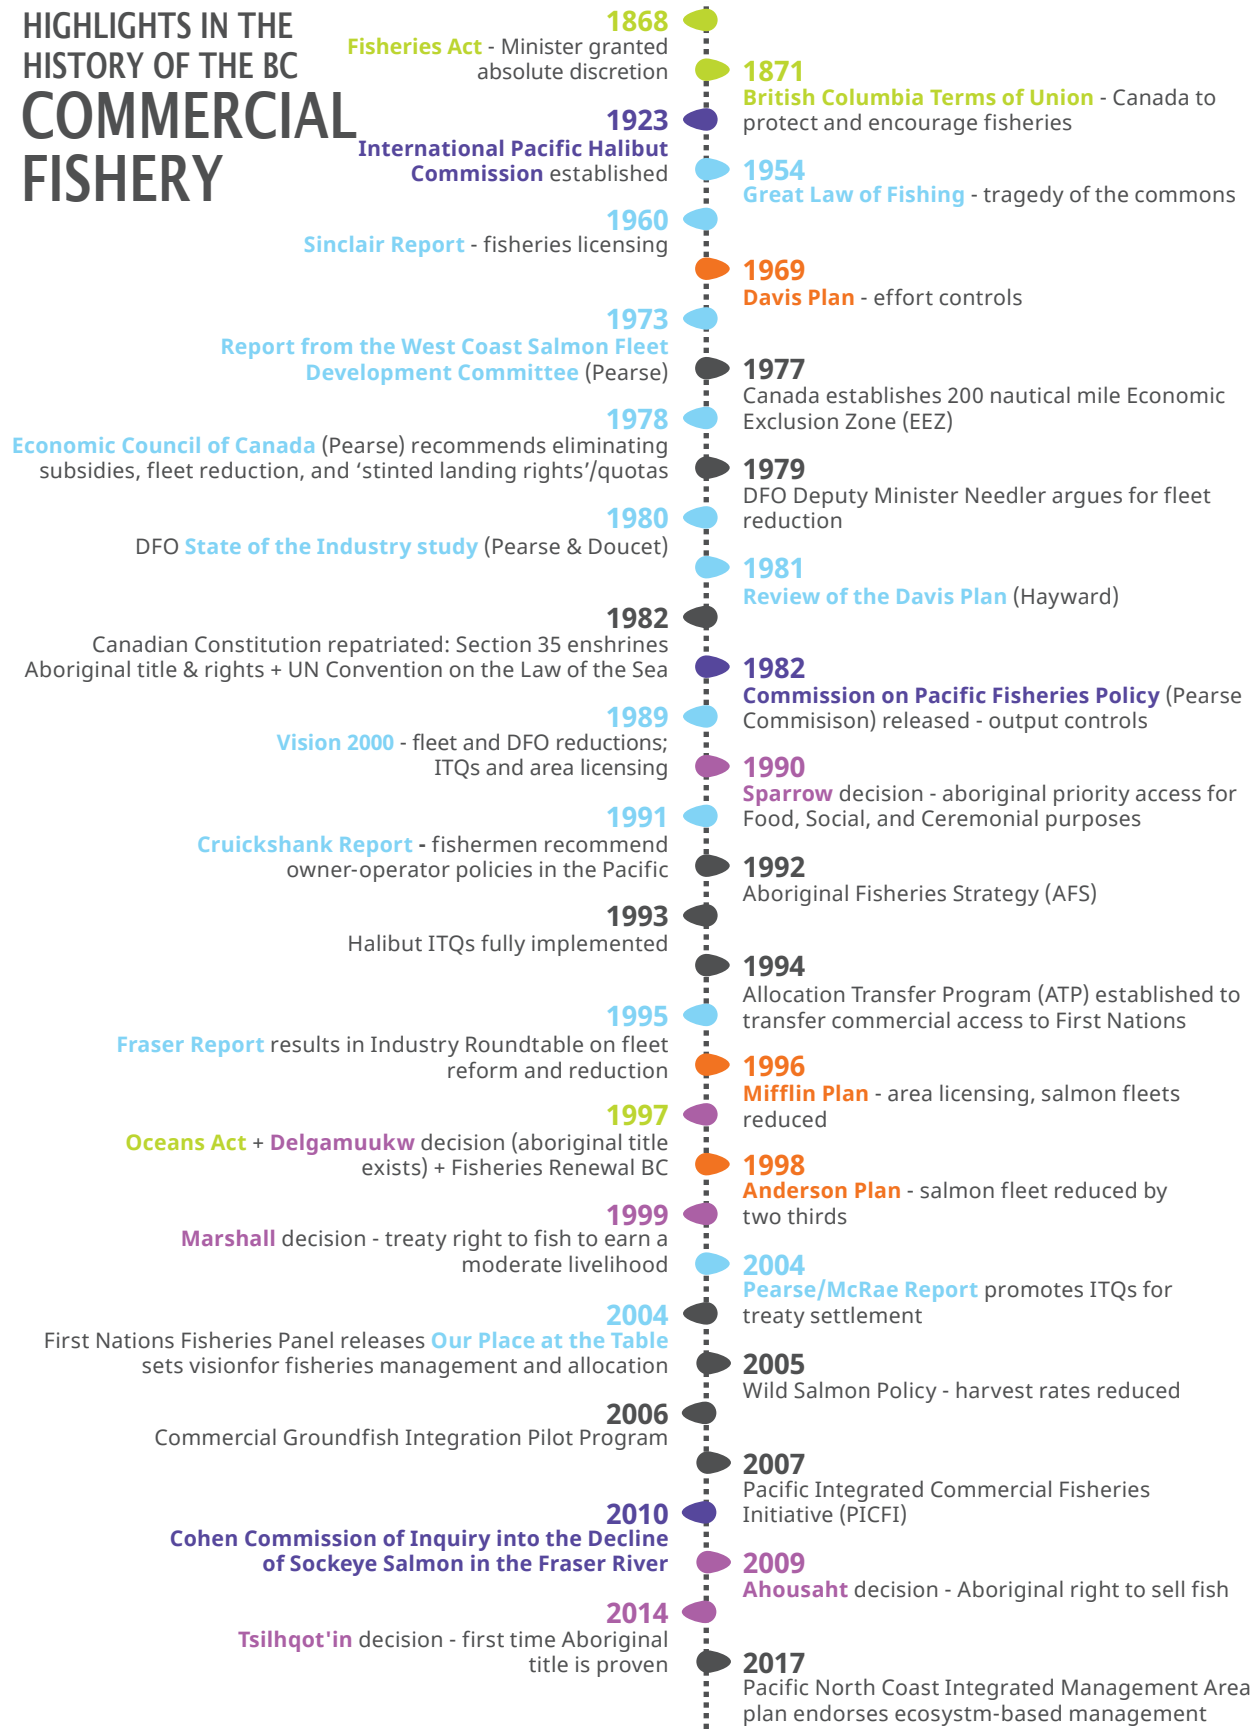 HIGHLIGHTS IN THE
HISTORY OF THE BC
COMMERCIAL
FISHERY
1868
Fisheries Act - Minister granted
absolute discretion
1871
British Columbia Terms of Union - Canada to
protect and encourage fisheries
1923
International Pacific Halibut
Commission established
1954
Great Law of Fishing - tragedy of the commons
1960
Sinclair Report - fisheries licensing
1969
Davis Plan - effort controls
1973
Report from the West Coast Salmon Fleet
Development Committee (Pearse)
1977
Canada establishes 200 nautical mile Economic
Exclusion Zone (EEZ)
1978
Economic Council of Canada (Pearse) recommends eliminating
subsidies, fleet reduction, and ‘stinted landing rights’/quotas
1979
DFO Deputy Minister Needler argues for fleet
reduction
1980
DFO State of the Industry study (Pearse & Doucet)
1981
Review of the Davis Plan (Hayward)
1982
Canadian Constitution repatriated: Section 35 enshrines
Aboriginal title & rights + UN Convention on the Law of the Sea
1982
Commission on Pacific Fisheries Policy (Pearse
Commisison) released - output controls
1989
Vision 2000 - fleet and DFO reductions;
ITQs and area licensing
1990
Sparrow decision - aboriginal priority access for
Food, Social, and Ceremonial purposes
1991
Cruickshank Report - fishermen recommend
owner-operator policies in the Pacific
1992
Aboriginal Fisheries Strategy (AFS)
1993
Halibut ITQs fully implemented
1994
Allocation Transfer Program (ATP) established to
transfer commercial access to First Nations
1995
Fraser Report results in Industry Roundtable on fleet
reform and reduction
1996
Mifflin Plan - area licensing, salmon fleets
reduced
1997
Oceans Act + Delgamuukw decision (aboriginal title
exists) + Fisheries Renewal BC
1998
Anderson Plan - salmon fleet reduced by
two thirds
1999
Marshall decision - treaty right to fish to earn a
moderate livelihood
2004
Pearse/McRae Report promotes ITQs for
treaty settlement
2004
First Nations Fisheries Panel releases Our Place at the Table
sets visionfor fisheries management and allocation
2005
Wild Salmon Policy - harvest rates reduced
2006
Commercial Groundfish Integration Pilot Program
2007
Pacific Integrated Commercial Fisheries
Initiative (PICFI)
2010
Cohen Commission of Inquiry into the Decline
of Sockeye Salmon in the Fraser River
2009
Ahousaht decision - Aboriginal right to sell fish
2014
Tsilhqot'in decision - first time Aboriginal
title is proven
2017
Pacific North Coast Integrated Management Area
plan endorses ecosystm-based management